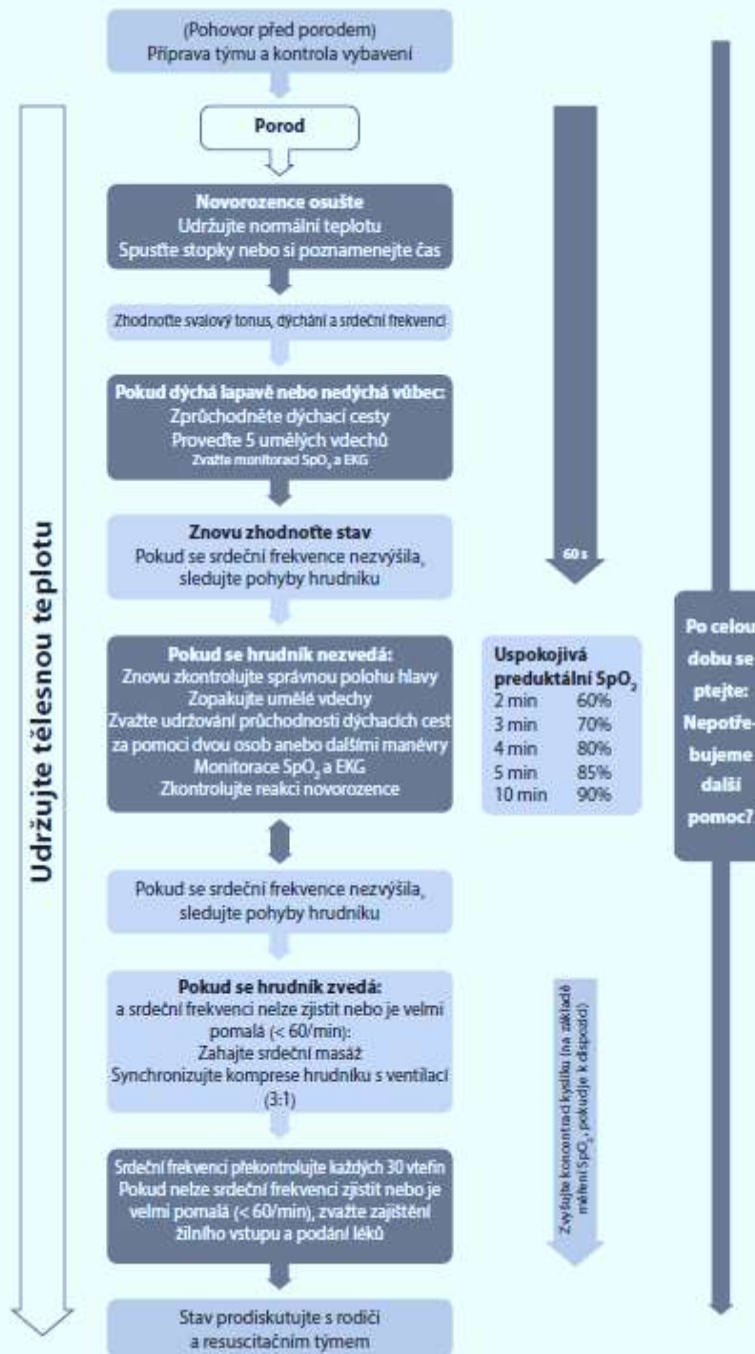 (Pohovor před porodem)
Příprava týmu a kontrola vybavení
Porod
Novorozence osušte
Udržujte normální teplotu
Spusťte stopky nebo si poznamenejte čas
Zhodnoťte svalový tonus, dýchání a srdeční frekvenci
Pokud dýchá lapavě nebo nedýchá vůbec:
Zprůchodněte dýchací cesty
Proveďte 5 umělých vdechů
Zvažte monitoraci SpO₂ a EKG
Znovu zhodnoťte stav
Pokud se srdeční frekvence nezvýšila,
sledujte pohyby hrudníku
Pokud se hrudník nezvedá:
Znovu zkontrolujte správnou polohu hlavy
Zopakujte umělé vdechy
Zvažte udržování průchodnosti dýchacích cest
za pomoci dvou osob anebo dalšími manévry
Monitorace SpO₂ a EKG
Zkontrolujte reakci novorozence
Pokud se srdeční frekvence nezvýšila,
sledujte pohyby hrudníku
Pokud se hrudník zvedá:
a srdeční frekvenci nelze zjistit nebo je velmi
pomalá (< 60/min):
Zahajte srdeční masáž
Synchronizujte komprese hrudníku s ventilací
(3:1)
Srdeční frekvenci překontrolujte každých 30 vteřin
Pokud nelze srdeční frekvenci zjistit nebo je
velmi pomalá (< 60/min), zvažte zajištění
žilního vstupu a podání léků
Stav prodiskutujte s rodiči
a resuscitačním týmem
Udržujte tělesnou teplotu
60 s
Uspokojivá
preduktální SpO₂
2 min 60%
3 min 70%
4 min 80%
5 min 85%
10 min 90%
Zvyšujte koncentraci kyslíku (na základě
měření SpO₂, pokud je k dispozici)
Po celou
dobu se
ptejte:
Nepotře-
bujeme
další
pomoc?